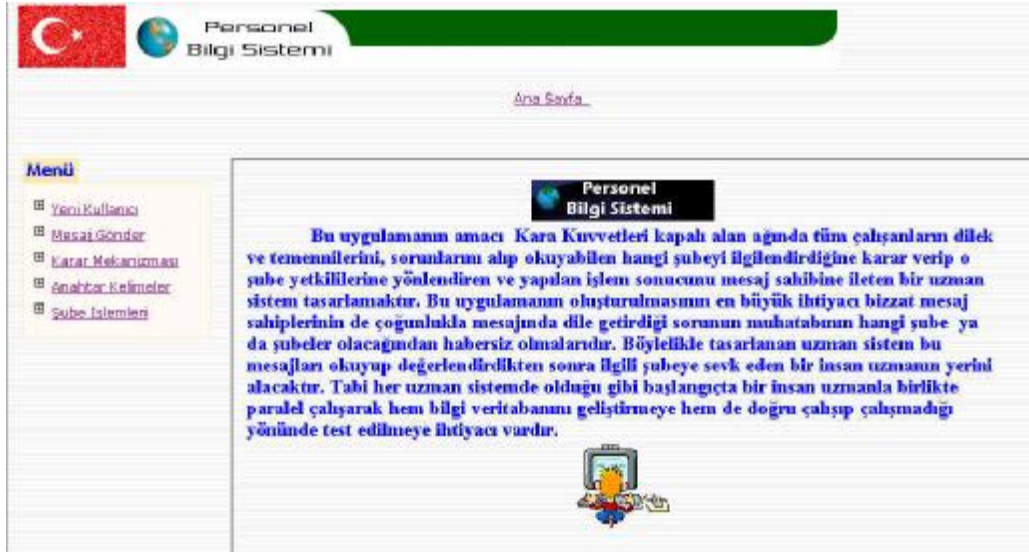 Personel
Bilgi Sistemi
Ana Sayfa
Menü
Yeni Kullanıcı
Mesaj Gönder
Karar Mekanizması
Anahtar Kelimeler
Şube İşlemleri
Personel
Bilgi Sistemi
Bu uygulamanın amacı Kara Kuvvetleri kapalı alan ağında tüm çalışanların dilek
ve temennilerini, sorunlarını alıp okuyabilen hangi şubeyi ilgilendirdiğine karar verip o
şube yetkililerine yönlendiren ve yapılan işlem sonucunu mesaj sahibine ileten bir uzman
sistem tasarlamaktır. Bu uygulamanın oluşturulmasının en büyük ihtiyacı bizzat mesaj
sahiplerinin de çoğunlukla mesajında dile getirdiği sorunun muhatabının hangi şube ya
da şubeler olacağından habersiz olmalarıdır. Böylelikle tasarlanan uzman sistem bu
mesajları okuyup değerlendirdikten sonra ilgili şubeye sevk eden bir insan uzmanın yerini
alacaktır. Tabi her uzman sistemde olduğu gibi başlangıçta bir insan uzmanla birlikte
paralel çalışarak hem bilgi veritabanını geliştirmeye hem de doğru çalışıp çalışmadığı
yönünde test edilmeye ihtiyacı vardır.